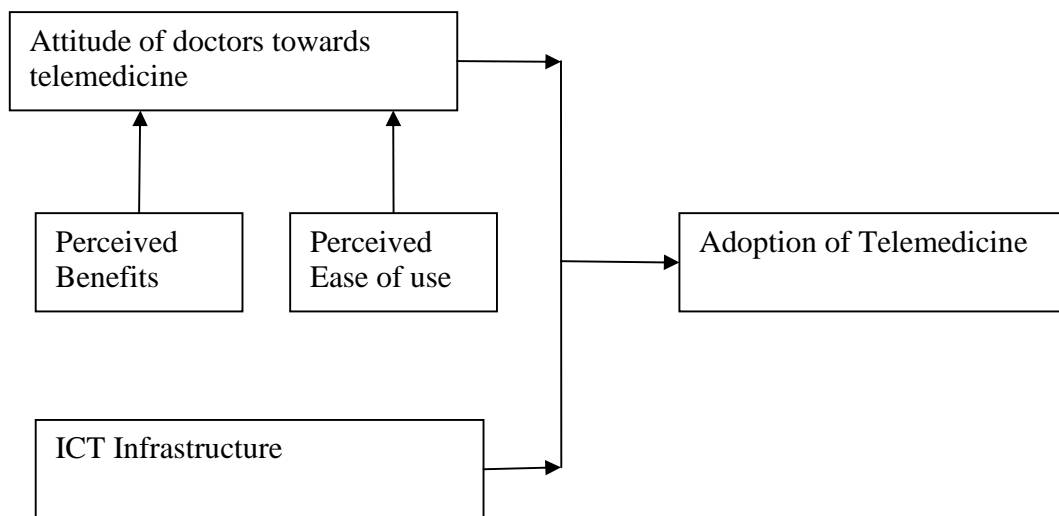 Attitude of doctors towards
telemedicine
Perceived
Benefits
Perceived
Ease of use
Adoption of Telemedicine
ICT Infrastructure